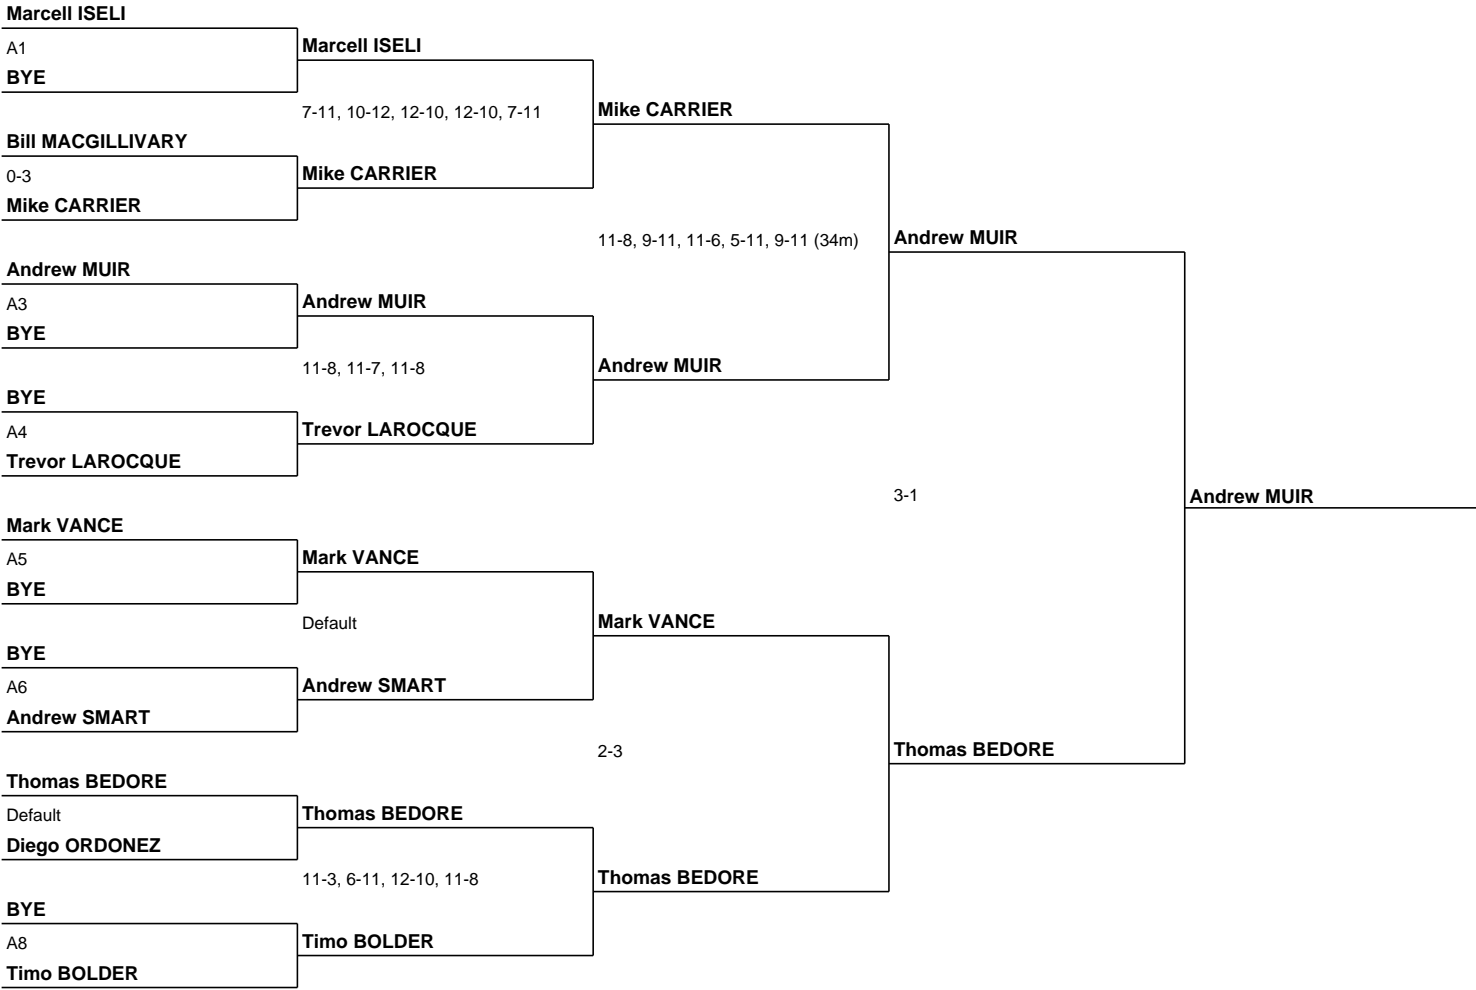 Marcell ISELI
A1
BYE
Bill MACGILLIVARY
0-3
Mike CARRIER
Andrew MUIR
A3
BYE
BYE
A4
Trevor LAROCQUE
Mark VANCE
A5
BYE
BYE
A6
Andrew SMART
Thomas BEDORE
Default
Diego ORDONEZ
BYE
A8
Timo BOLDER
Marcell ISELI
7-11, 10-12, 12-10, 12-10, 7-11
Mike CARRIER
Andrew MUIR
11-8, 11-7, 11-8
Trevor LAROCQUE
Mark VANCE
Default
Andrew SMART
Thomas BEDORE
11-3, 6-11, 12-10, 11-8
Timo BOLDER
Mike CARRIER
11-8, 9-11, 11-6, 5-11, 9-11 (34m)
Andrew MUIR
Mark VANCE
2-3
Thomas BEDORE
Andrew MUIR
3-1
Thomas BEDORE
Andrew MUIR